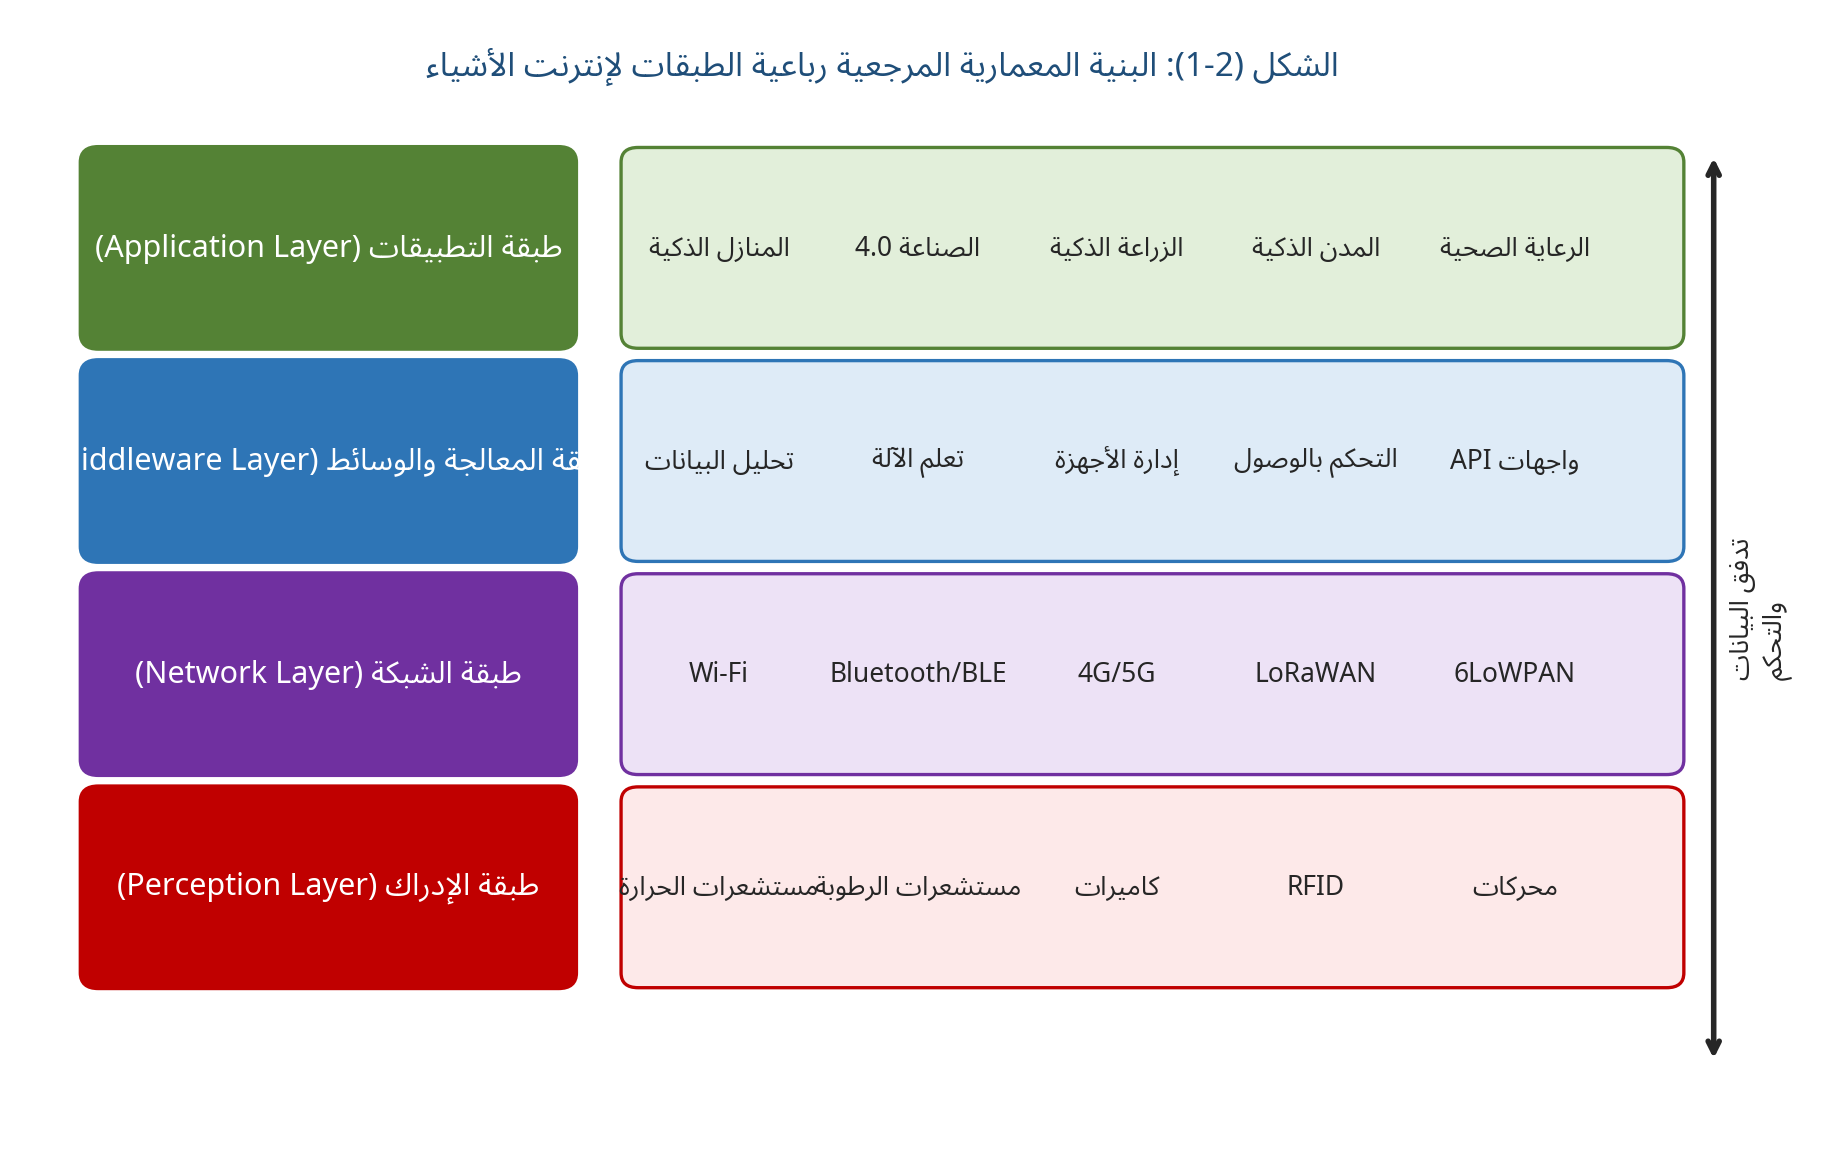 الشكل (2-1): البنية المعمارية المرجعية رباعية الطبقات لإنترنت الأشياء
طبقة التطبيقات (Application Layer)
المنازل الذكية
الصناعة 4.0
الزراعة الذكية
المدن الذكية
الرعاية الصحية
المعالجة والوسائط Layer)
تحليل البيانات
تعلم الآلة
إدارة الأجهزة
التحكم بالوصول
واجهات API
طبقة الشبكة (Network Layer)
Wi-Fi
Bluetooth/BLE
4G/5G
LoRaWAN
6LoWPAN
طبقة الإدراك (Perception Layer)
مستشعرات الحرارة
مستشعرات الرطوبة
كاميرات
RFID
محركات
تدفق البيانات
والتحكم